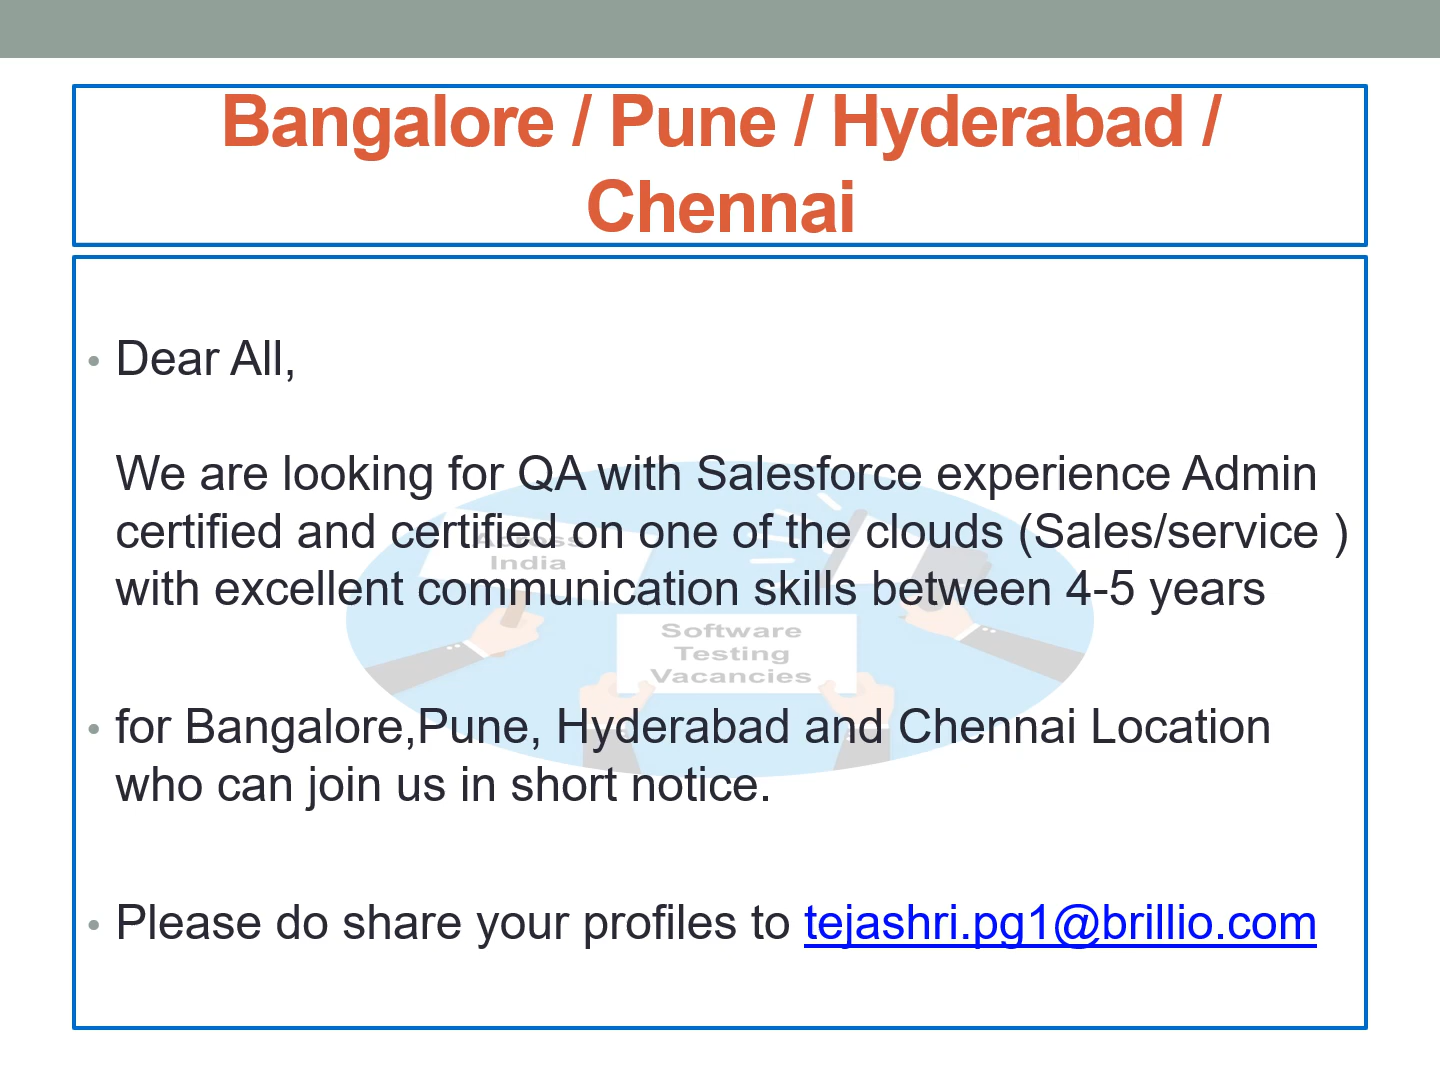 Bangalore / Pune / Hyderabad /
Chennai
• Dear All,
We are looking for QA with Salesforce experience Admin
certified and certified on one of the clouds (Sales/service )
with excellent communication skills between 4-5 years
Across
India
Software
Testing
Vacancies
• for Bangalore,Pune, Hyderabad and Chennai Location
who can join us in short notice.
• Please do share your profiles to tejashri.pg1@brillio.com